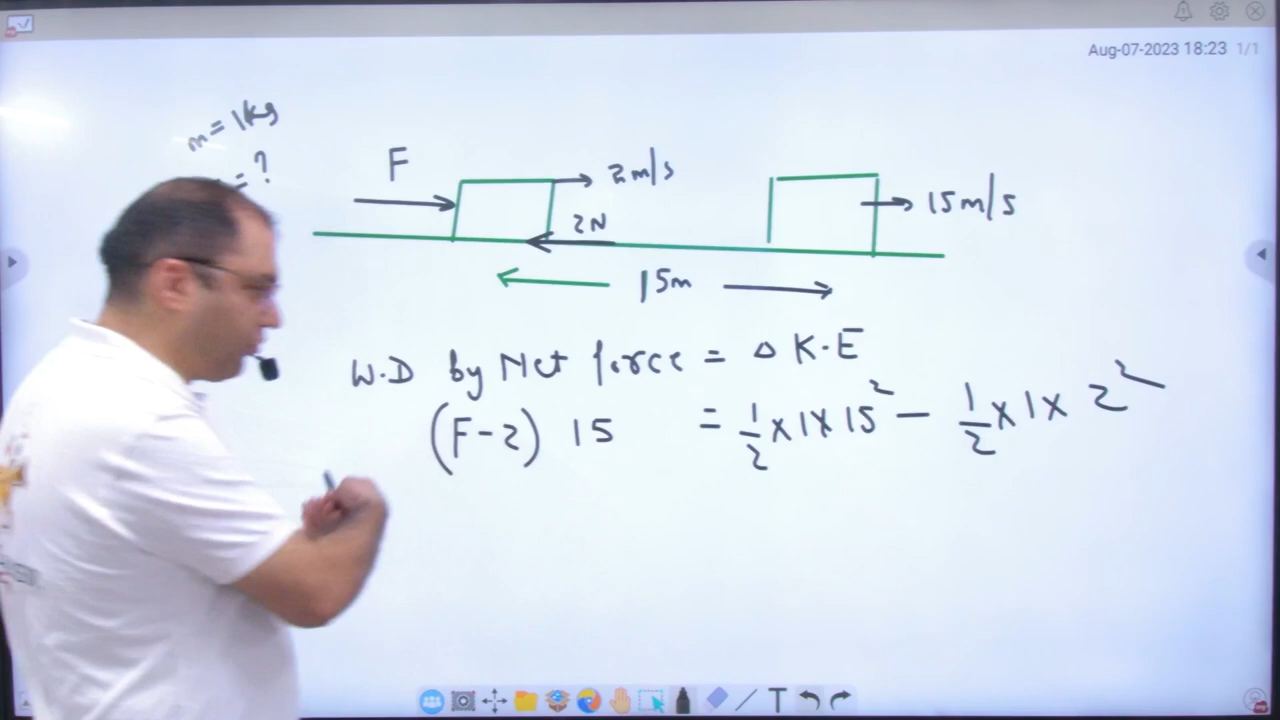 Aug-07-2023 18:23 1/1
m = 1kg
= ?
F
2m/s
2N
15m/s
15m
W.D by Net force = Δ K.E
(F-2) 15 = 1/2 x 1 x 15² - 1/2 x 1 x 2²
T